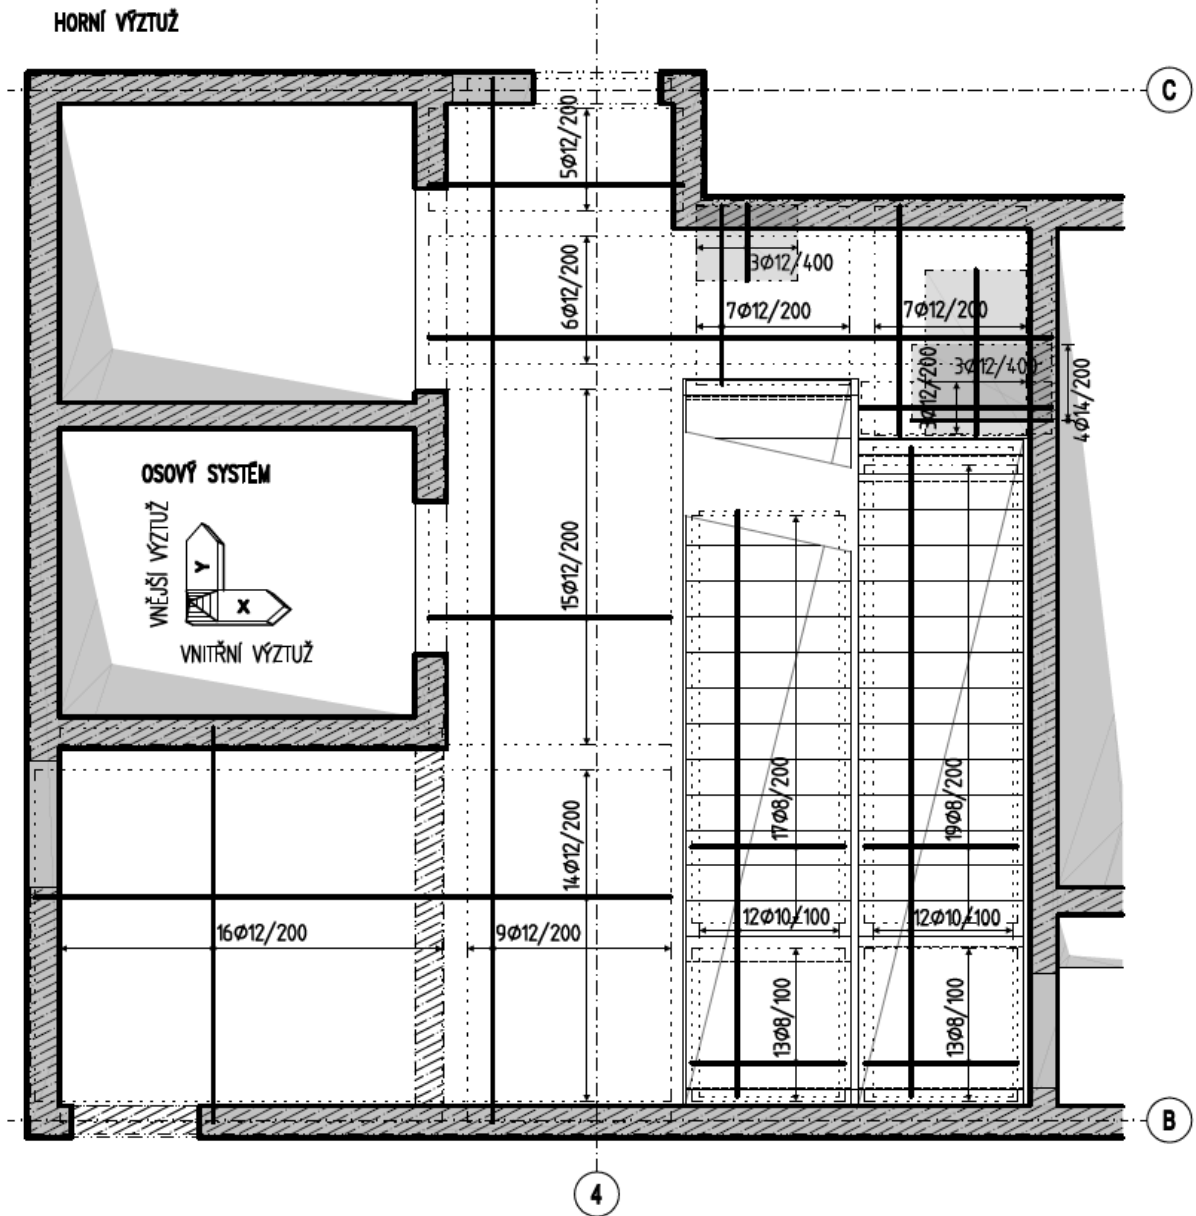 HORNÍ VÝZTUŽ
C
5Ø12/200
3Ø12/400
6Ø12/200
7Ø12/200
7Ø12/200
3Ø12/400
3Ø12/200
4Ø14/200
OSOVÝ SYSTÉM
VNĚJŠÍ VÝZTUŽ
Y
X
VNITŘNÍ VÝZTUŽ
15Ø12/200
17Ø8/200
19Ø8/200
14Ø12/200
16Ø12/200
9Ø12/200
12Ø10/100
12Ø10/100
13Ø8/100
13Ø8/100
B
4